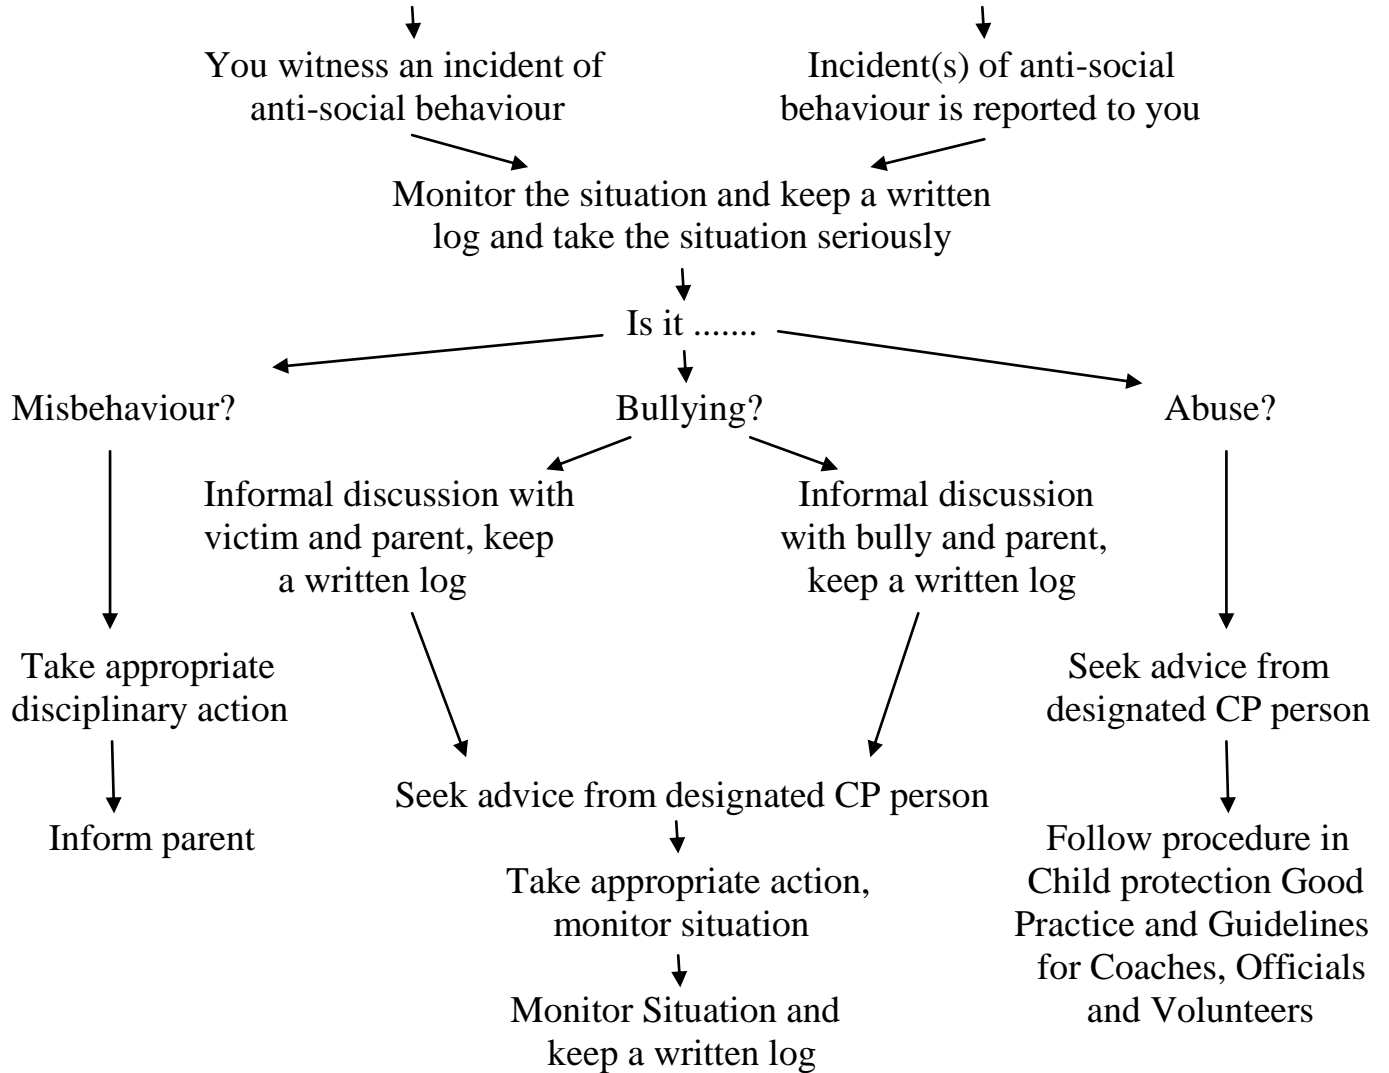 You witness an incident of
anti-social behaviour
Incident(s) of anti-social
behaviour is reported to you
Monitor the situation and keep a written
log and take the situation seriously
Is it .......
Misbehaviour?
Bullying?
Abuse?
Informal discussion with
victim and parent, keep
a written log
Informal discussion
with bully and parent,
keep a written log
Take appropriate
disciplinary action
Seek advice from
designated CP person
Seek advice from designated CP person
Inform parent
Follow procedure in
Child protection Good
Practice and Guidelines
for Coaches, Officials
and Volunteers
Take appropriate action,
monitor situation
Monitor Situation and
keep a written log